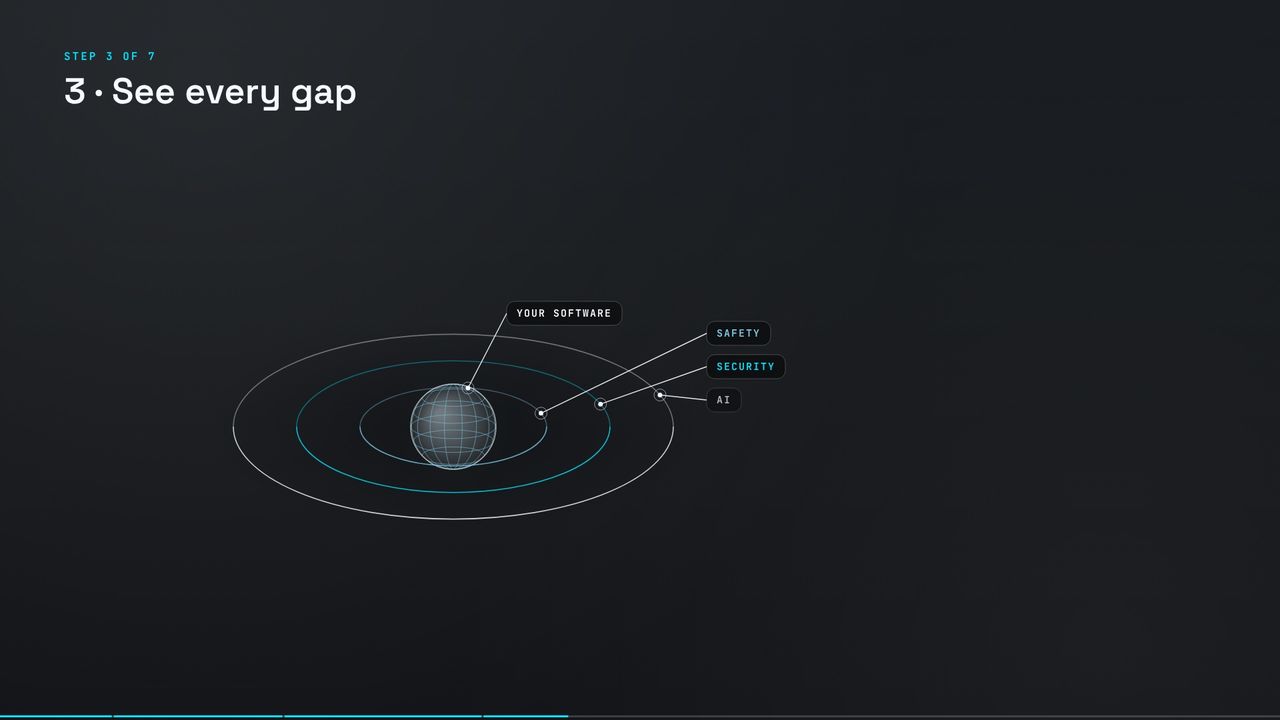 STEP 3 OF 7
3 · See every gap
YOUR SOFTWARE
SAFETY
SECURITY
AI